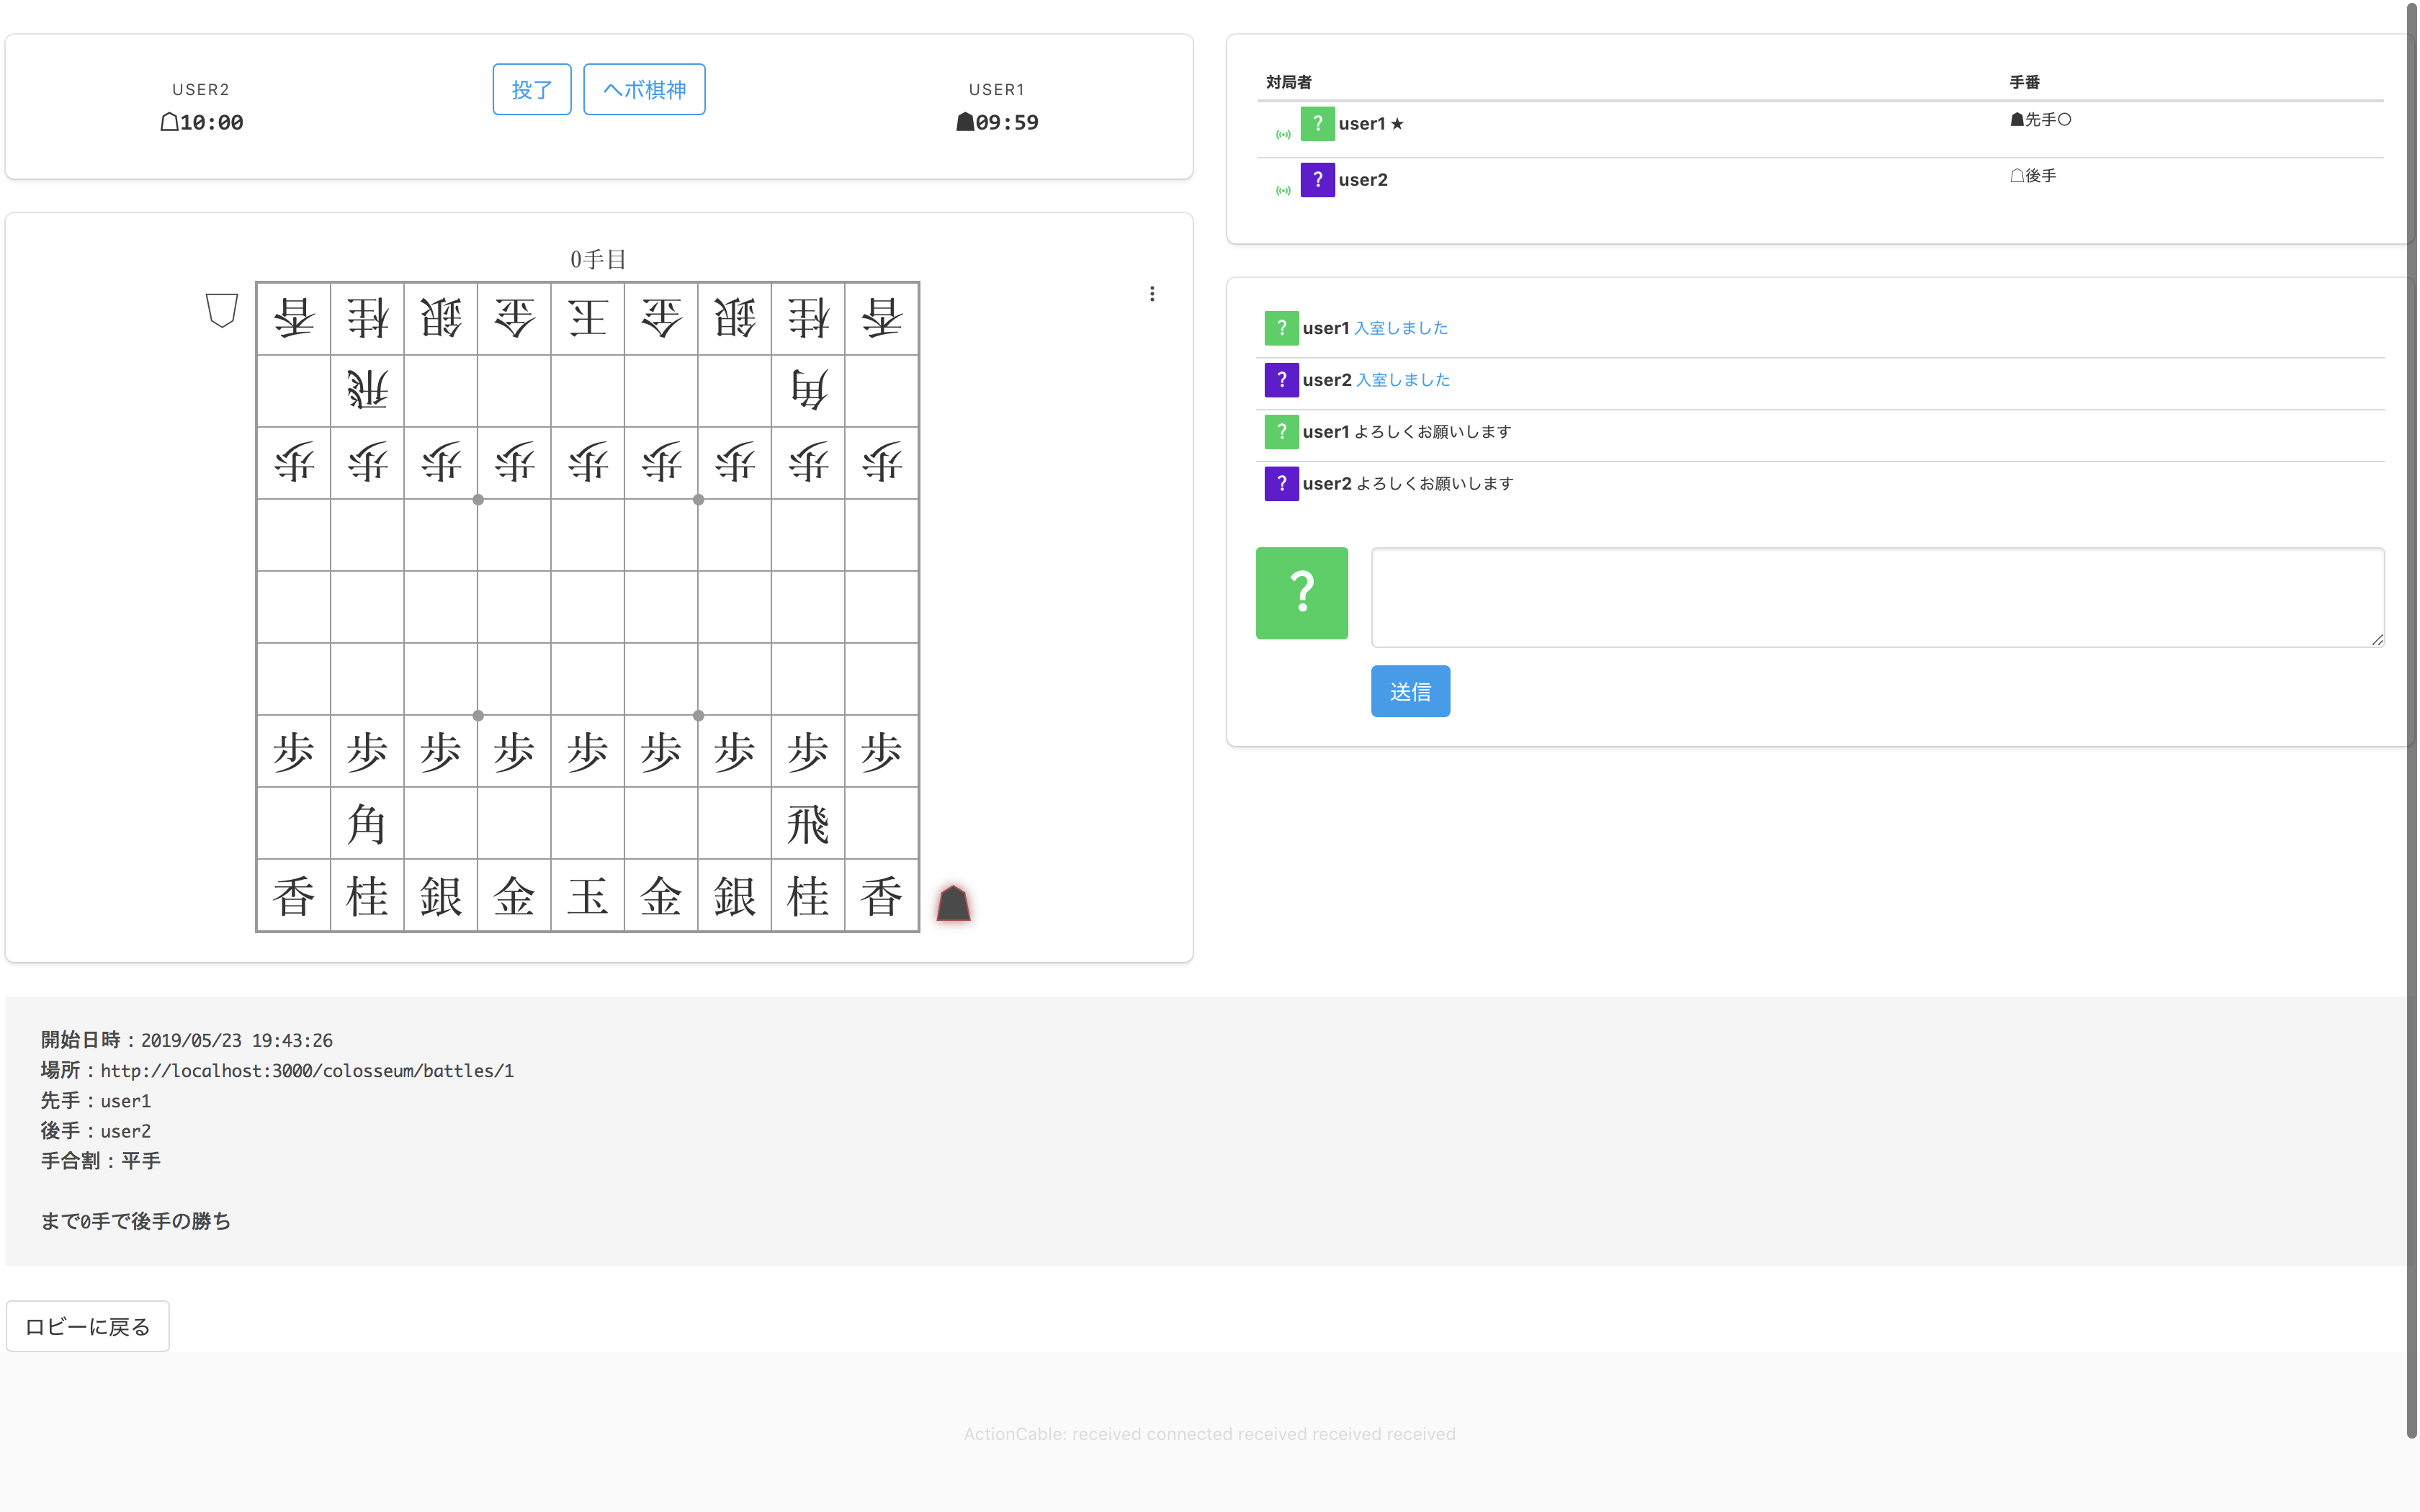 USER2
☖10:00
投了
ヘボ棋神
USER1
☗09:59
0手目
香桂銀金王金銀桂香
飛角
歩歩歩歩歩歩歩歩歩
歩歩歩歩歩歩歩歩歩
角飛
香桂銀金玉金銀桂香
対局者 手番
? user1 ★ ☗先手○
? user2 ☖後手
? user1 入室しました
? user2 入室しました
? user1 よろしくお願いします
? user2 よろしくお願いします
?
送信
開始日時：2019/05/23 19:43:26
場所：http://localhost:3000/colosseum/battles/1
先手：user1
後手：user2
手合割：平手
まで0手で後手の勝ち
ロビーに戻る
ActionCable: received connected received received received